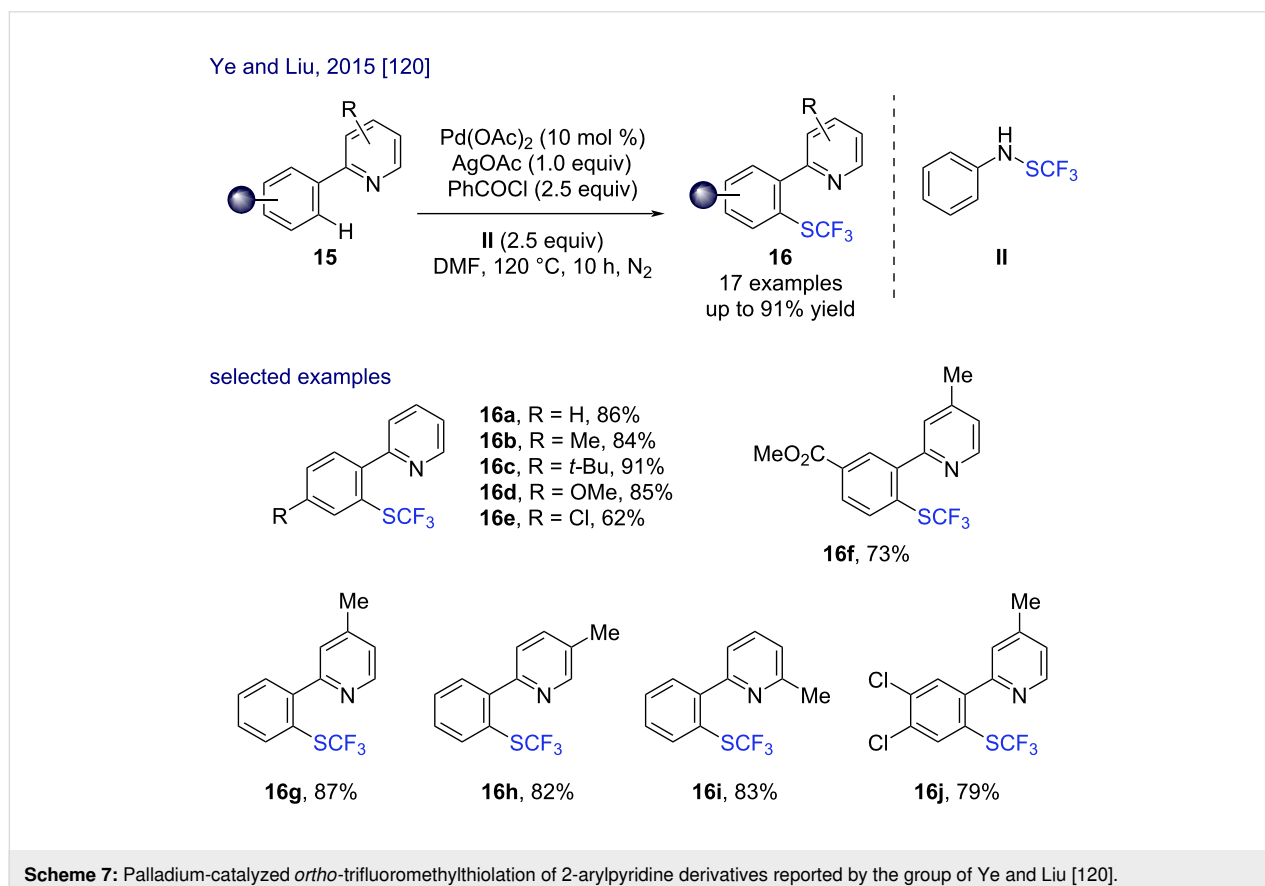 Ye and Liu, 2015 [120]
R
N
H
15
Pd(OAc)2 (10 mol %)
AgOAc (1.0 equiv)
PhCOCl (2.5 equiv)
II (2.5 equiv)
DMF, 120 °C, 10 h, N2
R
N
SCF3
16
17 examples
up to 91% yield
H
N
SCF3
II
selected examples
N
R
SCF3
16a, R = H, 86%
16b, R = Me, 84%
16c, R = t-Bu, 91%
16d, R = OMe, 85%
16e, R = Cl, 62%
Me
MeO2C
N
SCF3
16f, 73%
Me
N
SCF3
16g, 87%
Me
N
SCF3
16h, 82%
N
Me
SCF3
16i, 83%
Me
Cl
N
Cl
SCF3
16j, 79%
Scheme 7: Palladium-catalyzed ortho-trifluoromethylthiolation of 2-arylpyridine derivatives reported by the group of Ye and Liu [120].